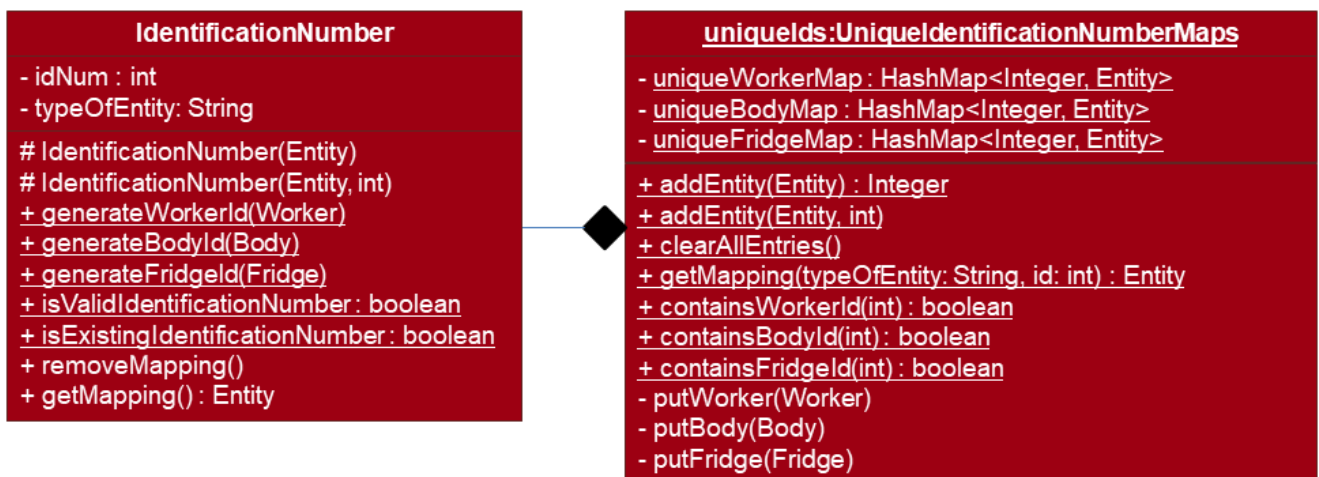 IdentificationNumber
- idNum : int
- typeOfEntity: String
# IdentificationNumber(Entity)
# IdentificationNumber(Entity, int)
+ generateWorkerId(Worker)
+ generateBodyId(Body)
+ generateFridgeId(Fridge)
+ isValidIdentificationNumber : boolean
+ isExistingIdentificationNumber : boolean
+ removeMapping()
+ getMapping() : Entity
uniqueIds:UniqueIdentificationNumberMaps
- uniqueWorkerMap : HashMap<Integer, Entity>
- uniqueBodyMap : HashMap<Integer, Entity>
- uniqueFridgeMap : HashMap<Integer, Entity>
+ addEntity(Entity) : Integer
+ addEntity(Entity, int)
+ clearAllEntries()
+ getMapping(typeOfEntity: String, id: int) : Entity
+ containsWorkerId(int) : boolean
+ containsBodyId(int) : boolean
+ containsFridgeId(int) : boolean
- putWorker(Worker)
- putBody(Body)
- putFridge(Fridge)